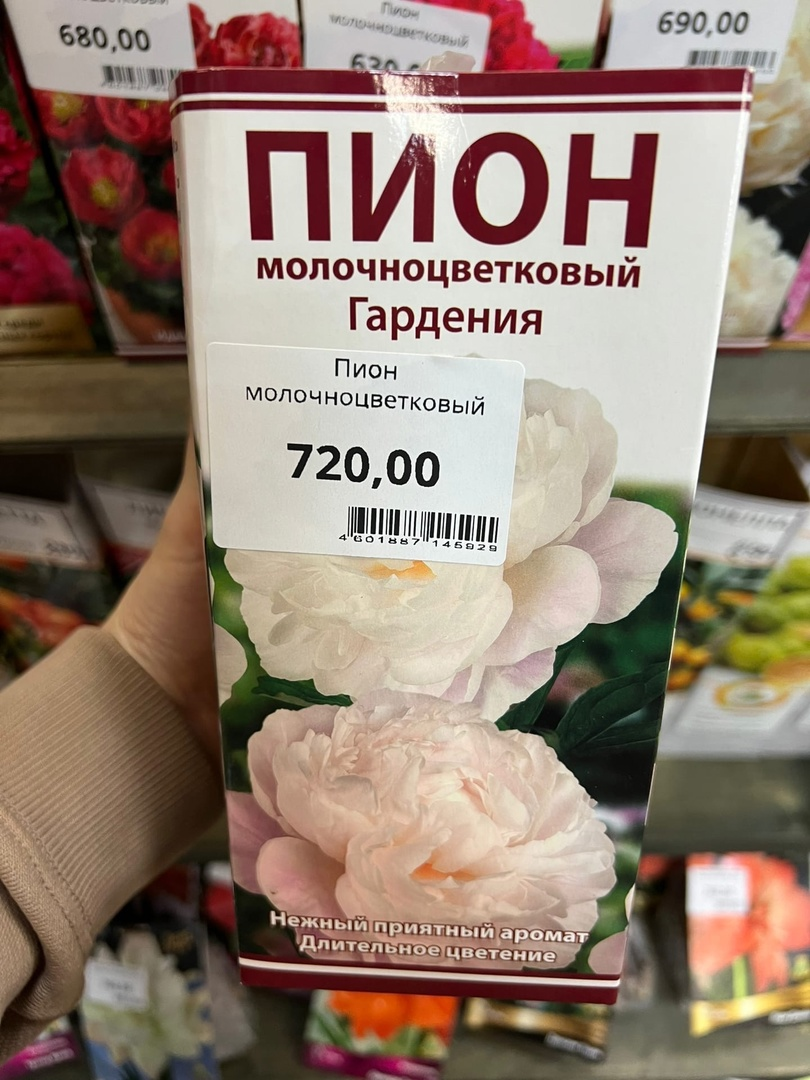 680,00
Пион
молочноцветковый
690,00
ПИОН
молочноцветковый
Гардения
Пион
молочноцветковый
720,00
4 601887 145929
Нежный приятный аромат
Длительное цветение